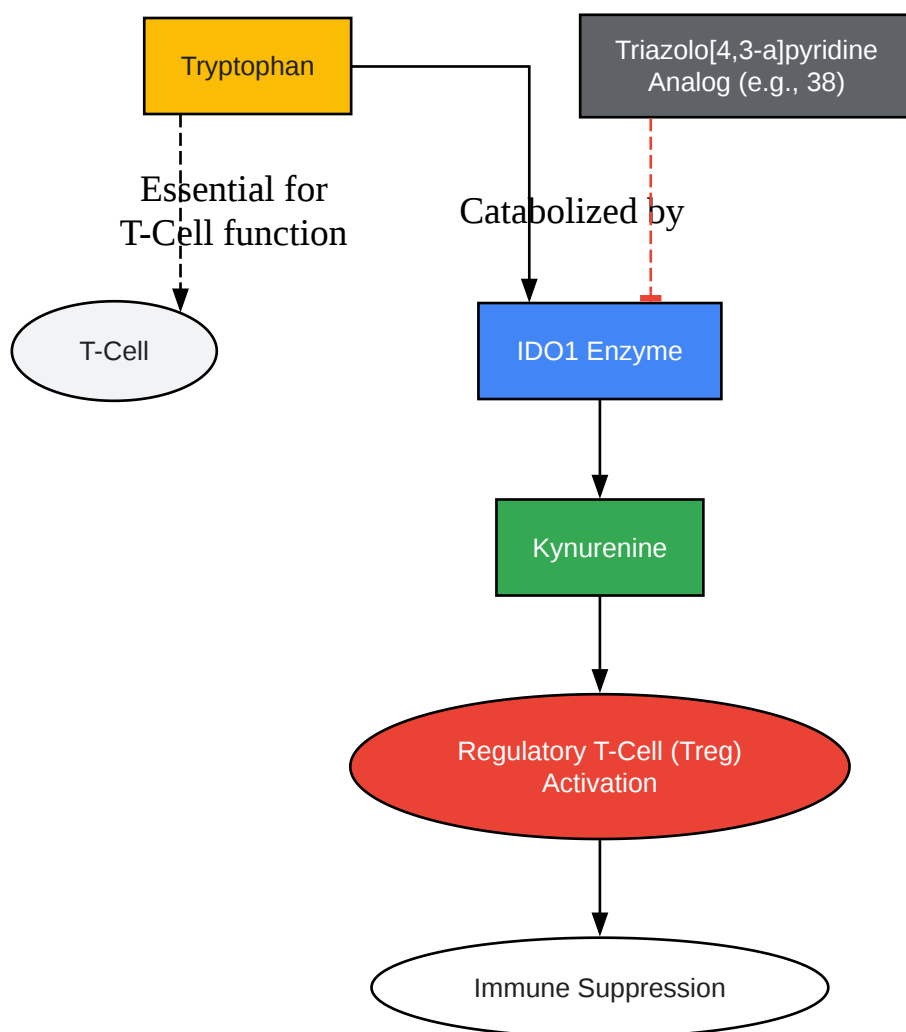 Tryptophan
Triazolo[4,3-a]pyridine
Analog (e.g., 38)
Essential for
T-Cell function
Catabolized by
T-Cell
IDO1 Enzyme
Kynurenine
Regulatory T-Cell (Treg)
Activation
Immune Suppression